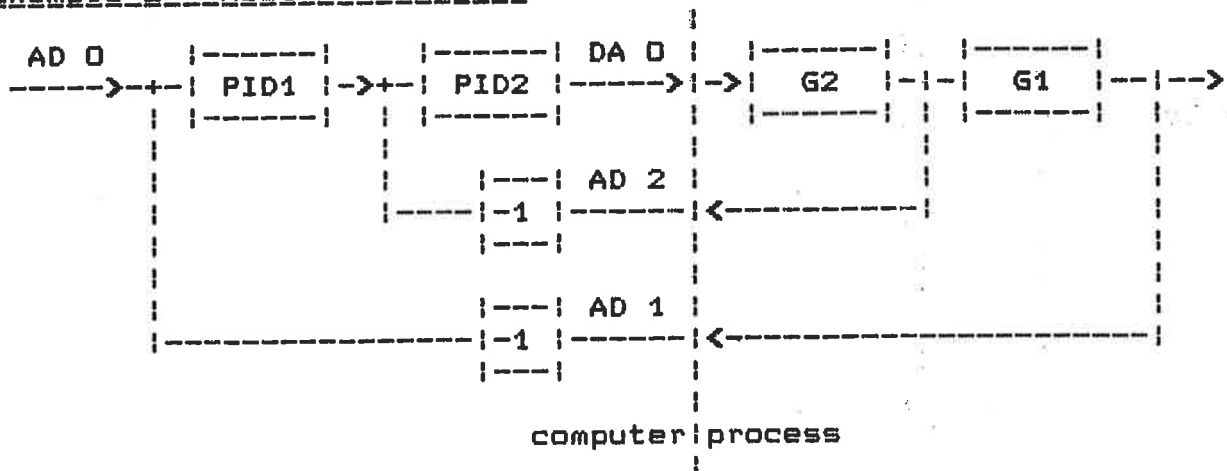 AD 0 DA 0
PID1 PID2 G2 G1
AD 2
-1
AD 1
-1
computer process